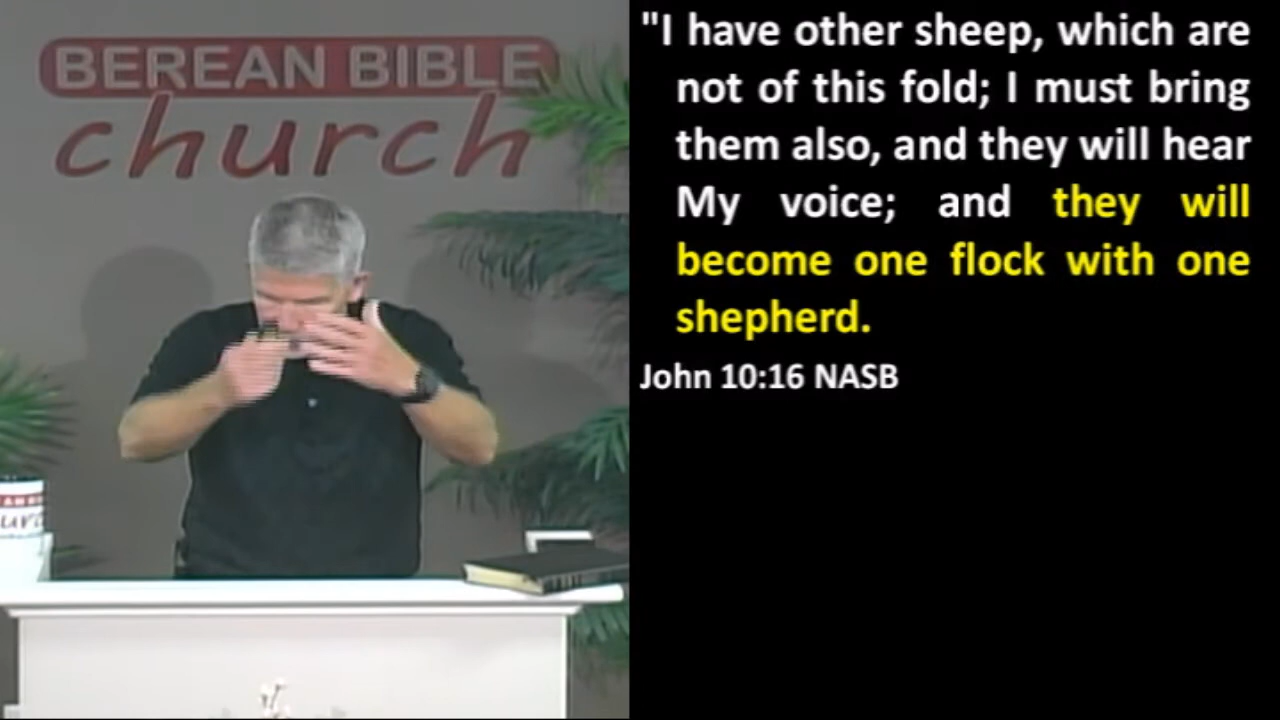 BEREAN BIBLE
church
"I have other sheep, which are
not of this fold; I must bring
them also, and they will hear
My voice; and they will
become one flock with one
shepherd.
John 10:16 NASB